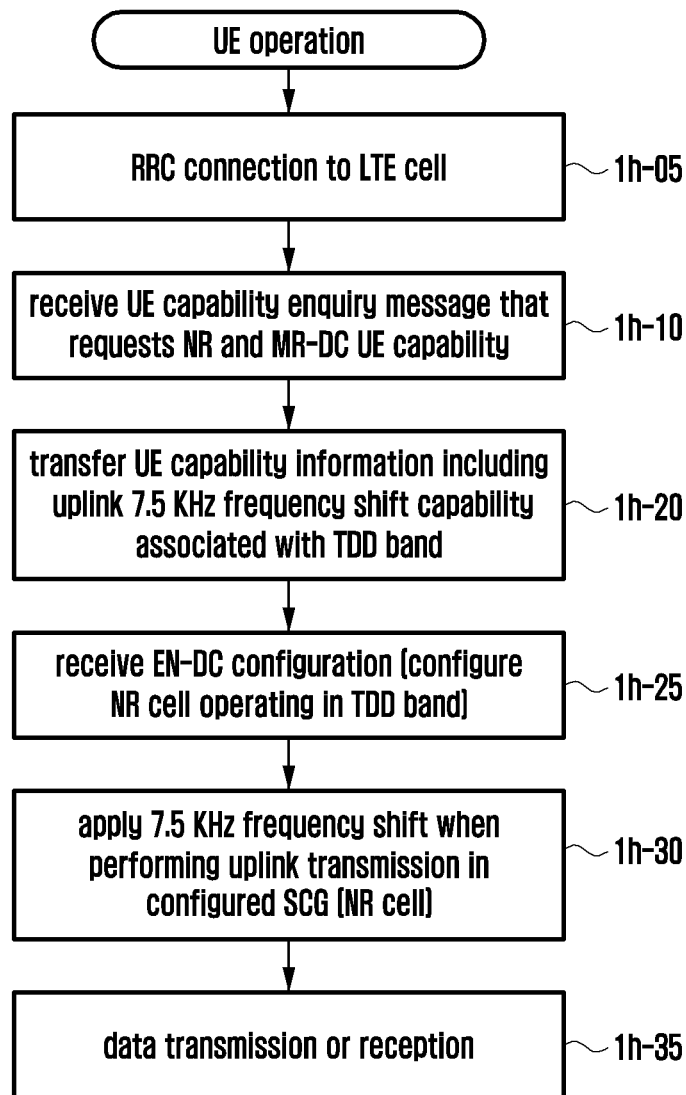 UE operation
RRC connection to LTE cell
1h-05
receive UE capability enquiry message that
requests NR and MR-DC UE capability
1h-10
transfer UE capability information including
uplink 7.5 KHz frequency shift capability
associated with TDD band
1h-20
receive EN-DC configuration (configure
NR cell operating in TDD band)
1h-25
apply 7.5 KHz frequency shift when
performing uplink transmission in
configured SCG (NR cell)
1h-30
data transmission or reception
1h-35